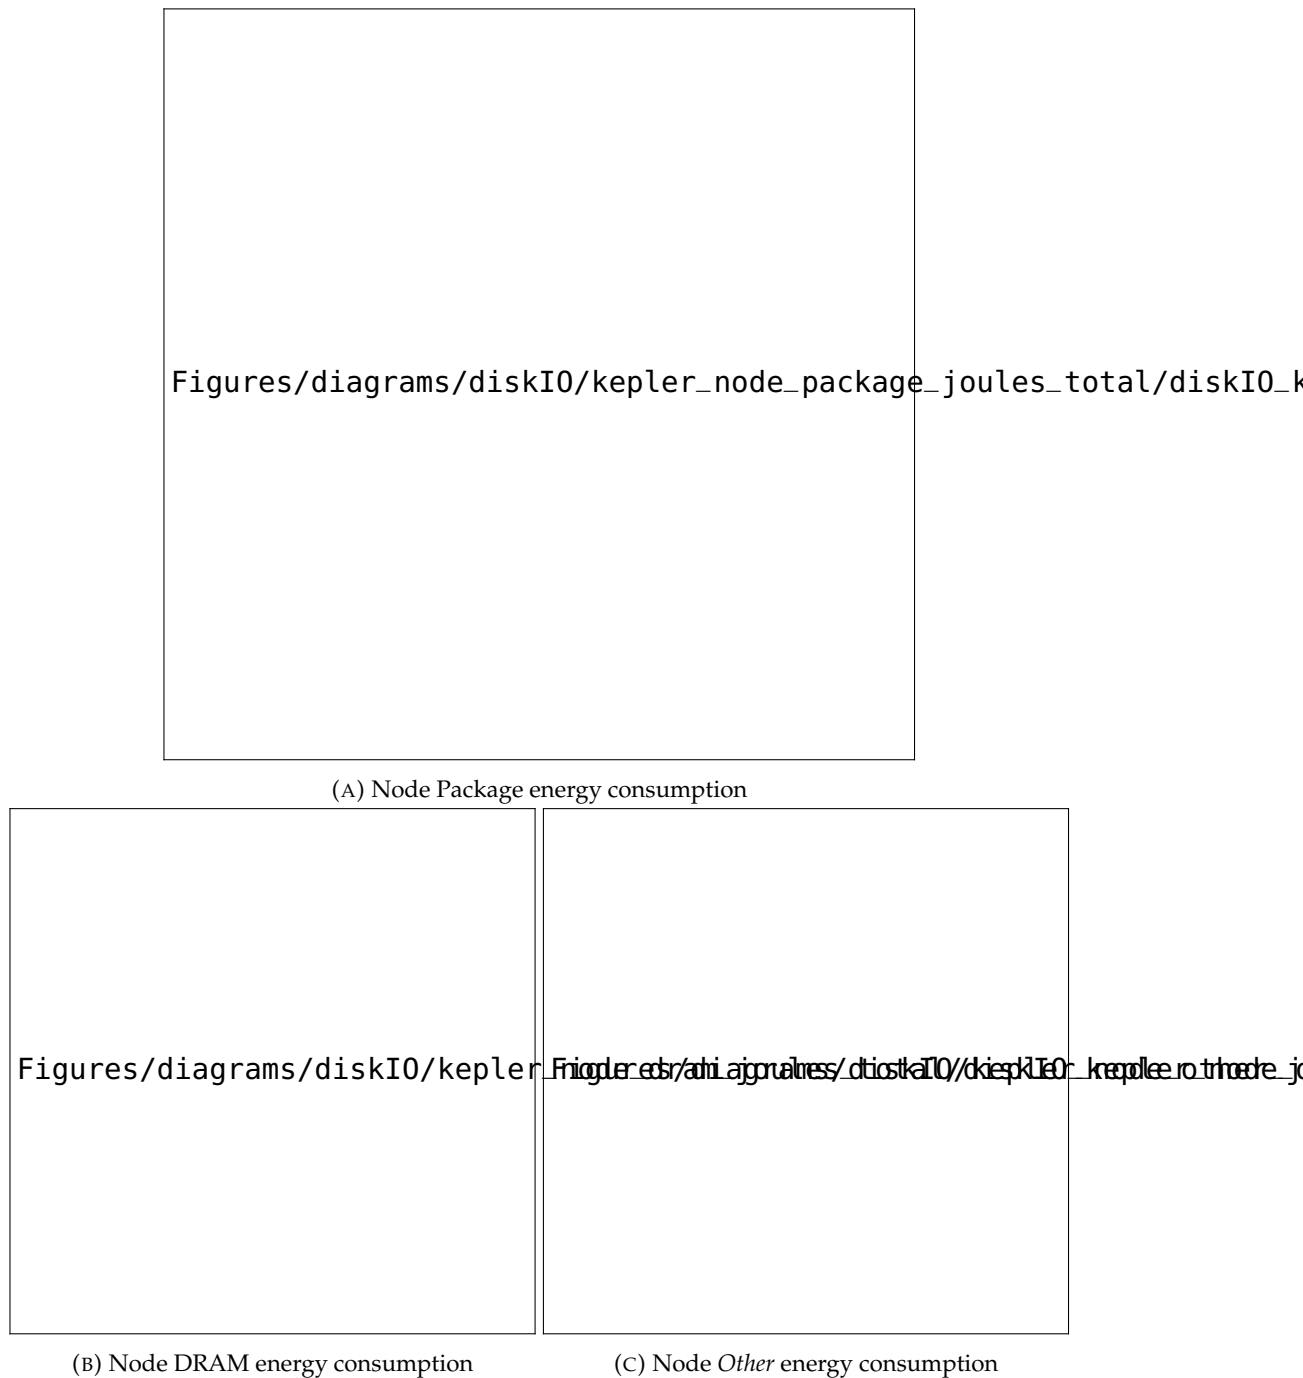 Figures/diagrams/diskIO/kepler_node_package_joules_total/diskIO_k
(A) Node Package energy consumption
Figures/diagrams/diskIO/kepler
(B) Node DRAM energy consumption
(C) Node Other energy consumption